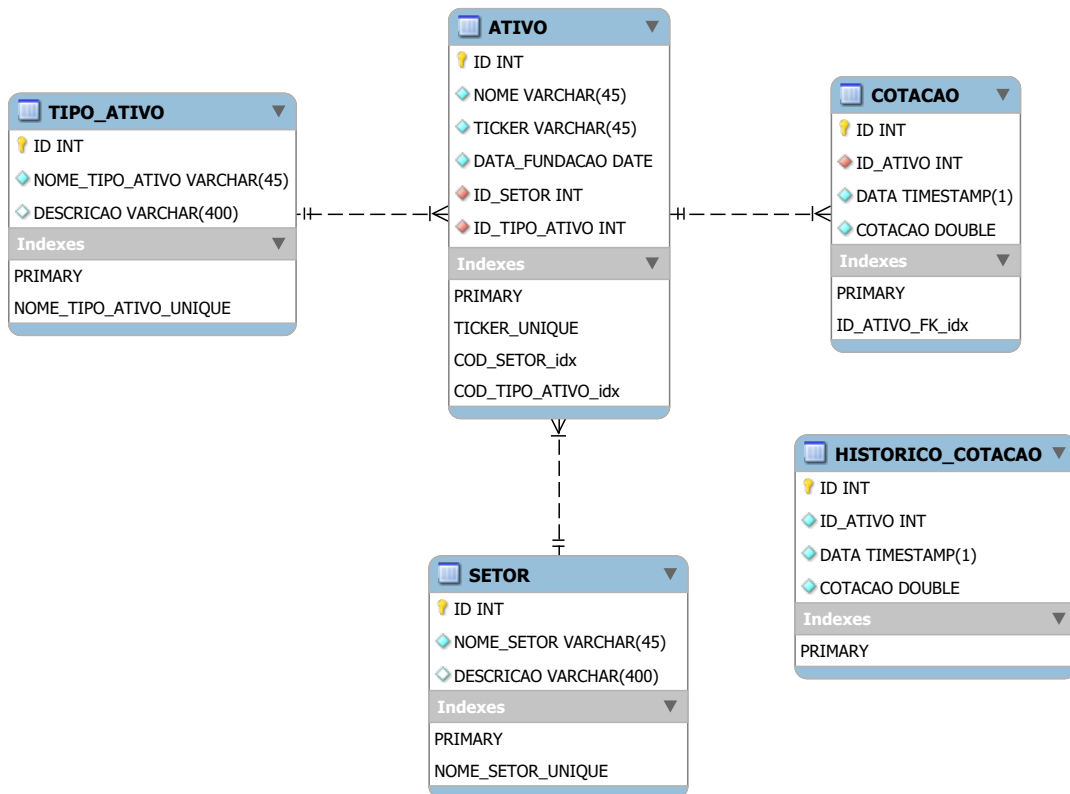 TIPO_ATIVO
ID INT
NOME_TIPO_ATIVO VARCHAR(45)
DESCRICAO VARCHAR(400)
Indexes
PRIMARY
NOME_TIPO_ATIVO_UNIQUE
ATIVO
ID INT
NOME VARCHAR(45)
TICKER VARCHAR(45)
DATA_FUNDACAO DATE
ID_SETOR INT
ID_TIPO_ATIVO INT
Indexes
PRIMARY
TICKER_UNIQUE
COD_SETOR_idx
COD_TIPO_ATIVO_idx
COTACAO
ID INT
ID_ATIVO INT
DATA TIMESTAMP(1)
COTACAO DOUBLE
Indexes
PRIMARY
ID_ATIVO_FK_idx
HISTORICO_COTACAO
ID INT
ID_ATIVO INT
DATA TIMESTAMP(1)
COTACAO DOUBLE
Indexes
PRIMARY
SETOR
ID INT
NOME_SETOR VARCHAR(45)
DESCRICAO VARCHAR(400)
Indexes
PRIMARY
NOME_SETOR_UNIQUE